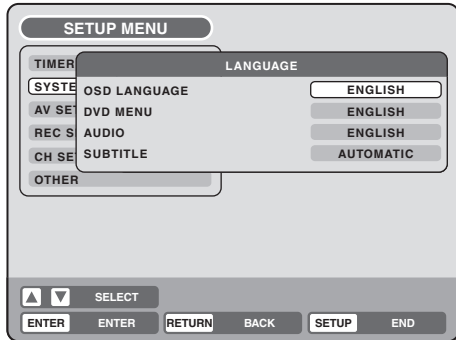 SETUP MENU
TIMER
LANGUAGE
SYSTE
OSD LANGUAGE ENGLISH
AV SET
DVD MENU ENGLISH
REC S
AUDIO ENGLISH
CH SE
SUBTITLE AUTOMATIC
OTHER
▲ ▼ SELECT
ENTER ENTER RETURN BACK SETUP END